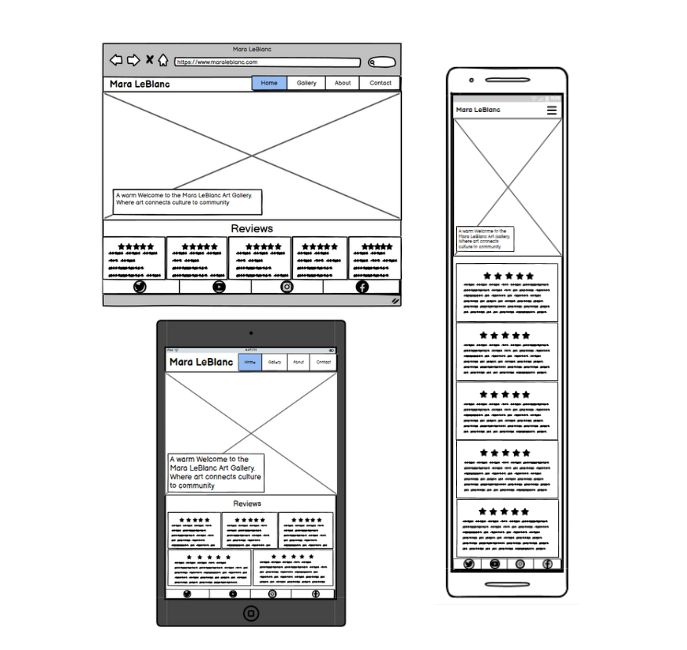 Mara LeBlanc
https://www.maraleblanc.com
Mara LeBlanc
Home
Gallery
About
Contact
A warm Welcome to the Mara LeBlanc Art Gallery.
Where art connects culture to community
Reviews
Mara LeBlanc
A warm Welcome to the
Mara LeBlanc Art gallery.
Where art connects
culture to community
Mara LeBlanc
Home
Gallery
About
Contact
A warm Welcome to the
Mara LeBlanc Art Gallery.
Where art connects culture
to community
Reviews